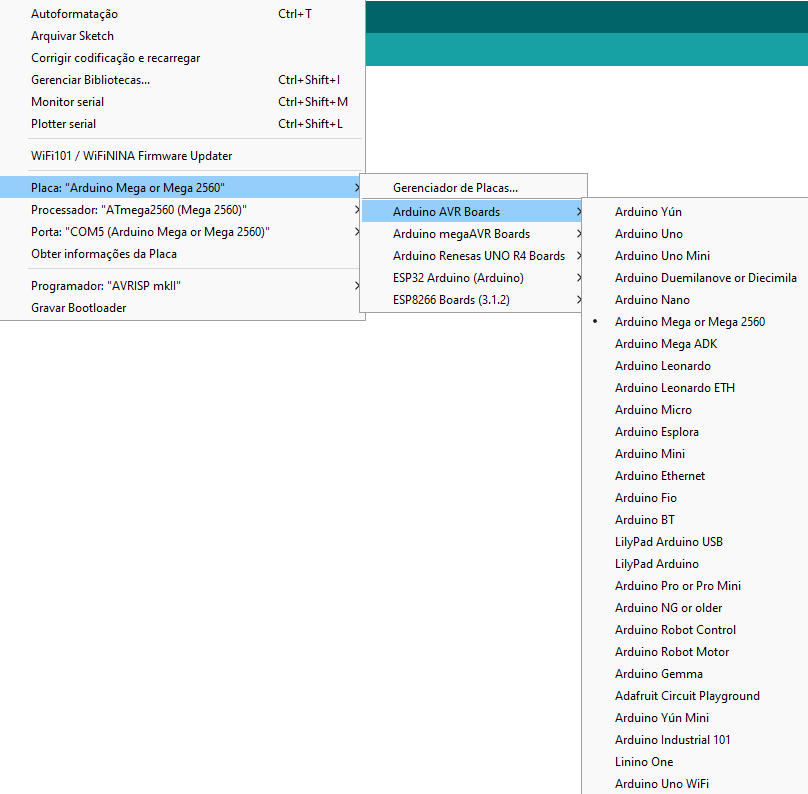 Autoformatação Ctrl+T
Arquivar Sketch
Corrigir codificação e recarregar
Gerenciar Bibliotecas... Ctrl+Shift+I
Monitor serial Ctrl+Shift+M
Plotter serial Ctrl+Shift+L
WiFi101 / WiFiNINA Firmware Updater
Placa: "Arduino Mega or Mega 2560"
Processador: "ATmega2560 (Mega 2560)"
Porta: "COM5 (Arduino Mega or Mega 2560)"
Obter informações da Placa
Programador: "AVRISP mkII"
Gravar Bootloader
Gerenciador de Placas...
Arduino AVR Boards
Arduino megaAVR Boards
Arduino Renesas UNO R4 Boards
ESP32 Arduino (Arduino)
ESP8266 Boards (3.1.2)
Arduino Yún
Arduino Uno
Arduino Uno Mini
Arduino Duemilanove or Diecimila
Arduino Nano
Arduino Mega or Mega 2560
Arduino Mega ADK
Arduino Leonardo
Arduino Leonardo ETH
Arduino Micro
Arduino Esplora
Arduino Mini
Arduino Ethernet
Arduino Fio
Arduino BT
LilyPad Arduino USB
LilyPad Arduino
Arduino Pro or Pro Mini
Arduino NG or older
Arduino Robot Control
Arduino Robot Motor
Arduino Gemma
Adafruit Circuit Playground
Arduino Yún Mini
Arduino Industrial 101
Linino One
Arduino Uno WiFi